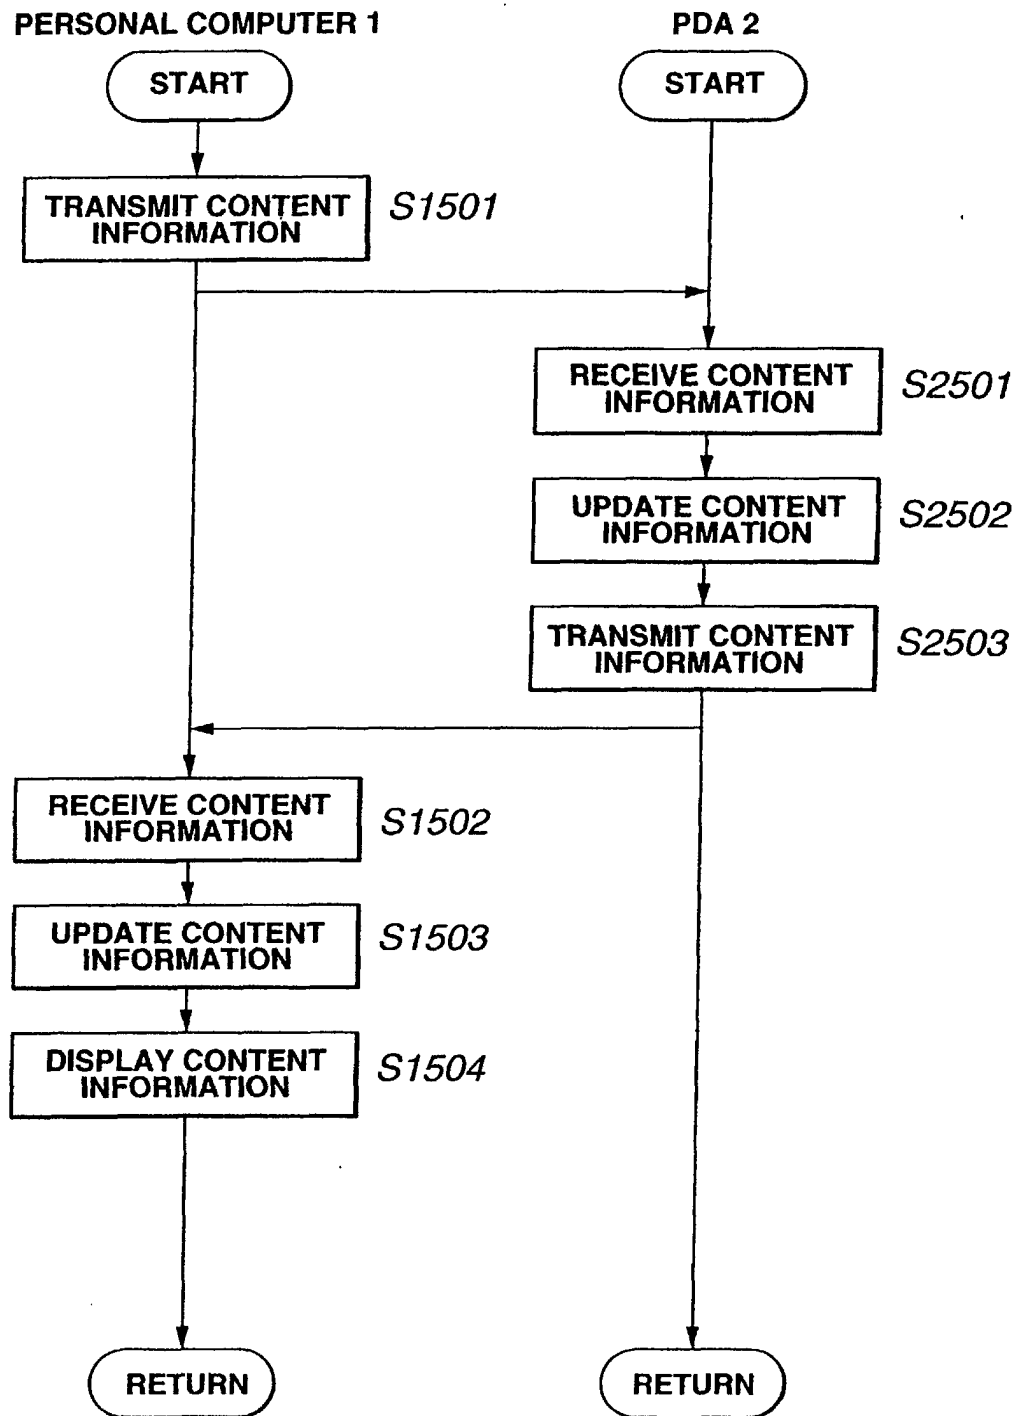 PERSONAL COMPUTER 1
PDA 2
START
START
TRANSMIT CONTENT
INFORMATION
S1501
RECEIVE CONTENT
INFORMATION
S2501
UPDATE CONTENT
INFORMATION
S2502
TRANSMIT CONTENT
INFORMATION
S2503
RECEIVE CONTENT
INFORMATION
S1502
UPDATE CONTENT
INFORMATION
S1503
DISPLAY CONTENT
INFORMATION
S1504
RETURN
RETURN